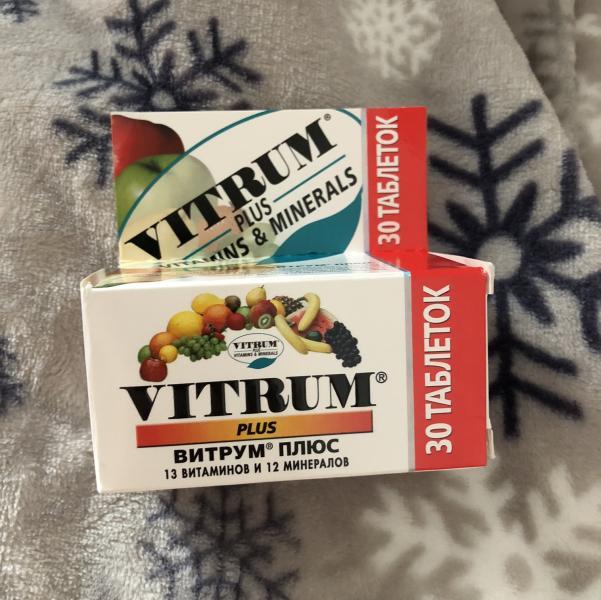 VITRUM®
PLUS
VITAMINS & MINERALS
30 ТАБЛЕТОК
VITRUM®
PLUS
VITAMINS & MINERALS
VITRUM®
PLUS
ВИТРУМ® ПЛЮС
13 ВИТАМИНОВ И 12 МИНЕРАЛОВ
30 ТАБЛЕТОК